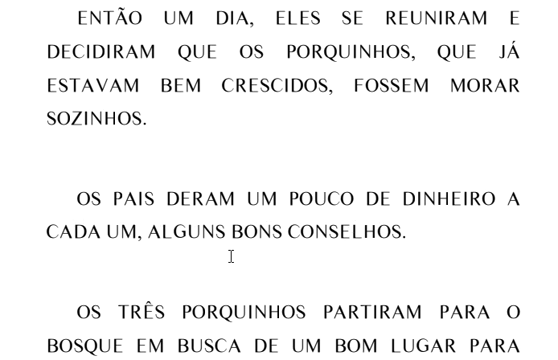 ENTÃO UM DIA, ELES SE REUNIRAM E
DECIDIRAM QUE OS PORQUINHOS, QUE JÁ
ESTAVAM BEM CRESCIDOS, FOSSEM MORAR
SOZINHOS.
OS PAIS DERAM UM POUCO DE DINHEIRO A
CADA UM, ALGUNS BONS CONSELHOS.
OS TRÊS PORQUINHOS PARTIRAM PARA O
BOSQUE EM BUSCA DE UM BOM LUGAR PARA